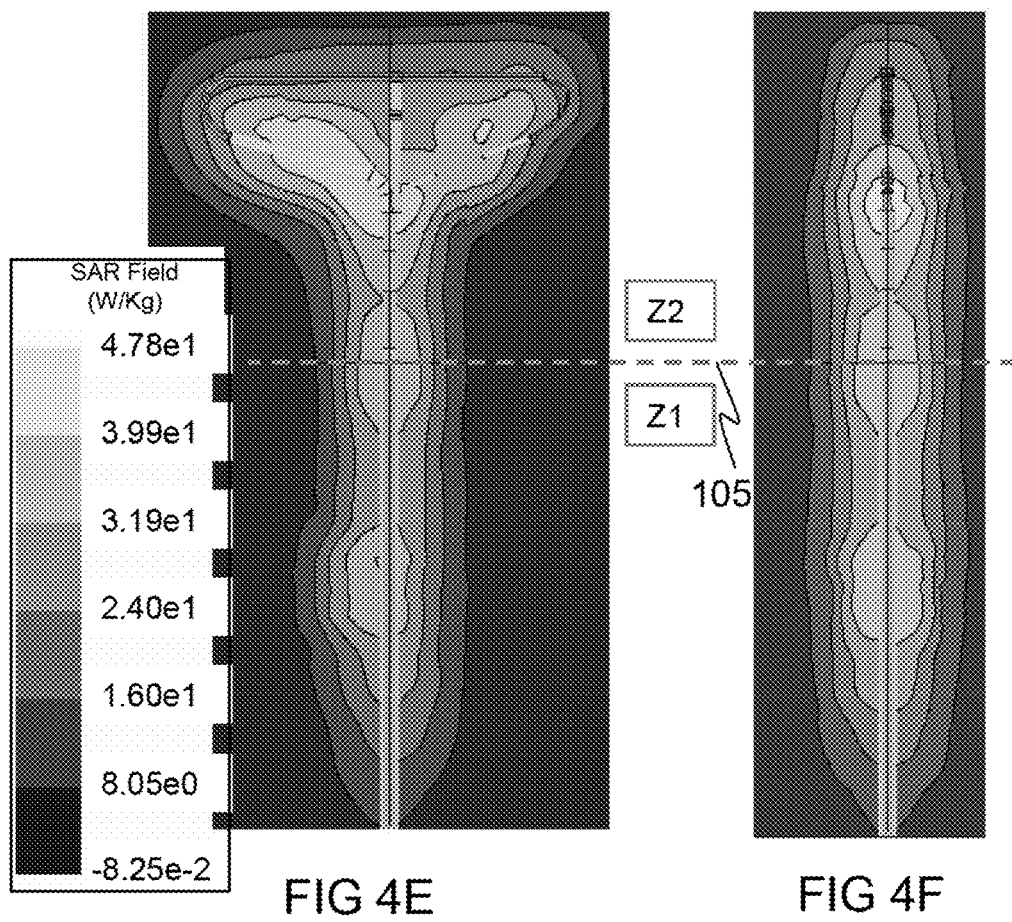 SAR Field
(W/Kg)
4.78e1
3.99e1
3.19e1
2.40e1
1.60e1
8.05e0
-8.25e-2
Z2
Z1
105
FIG 4E
FIG 4F